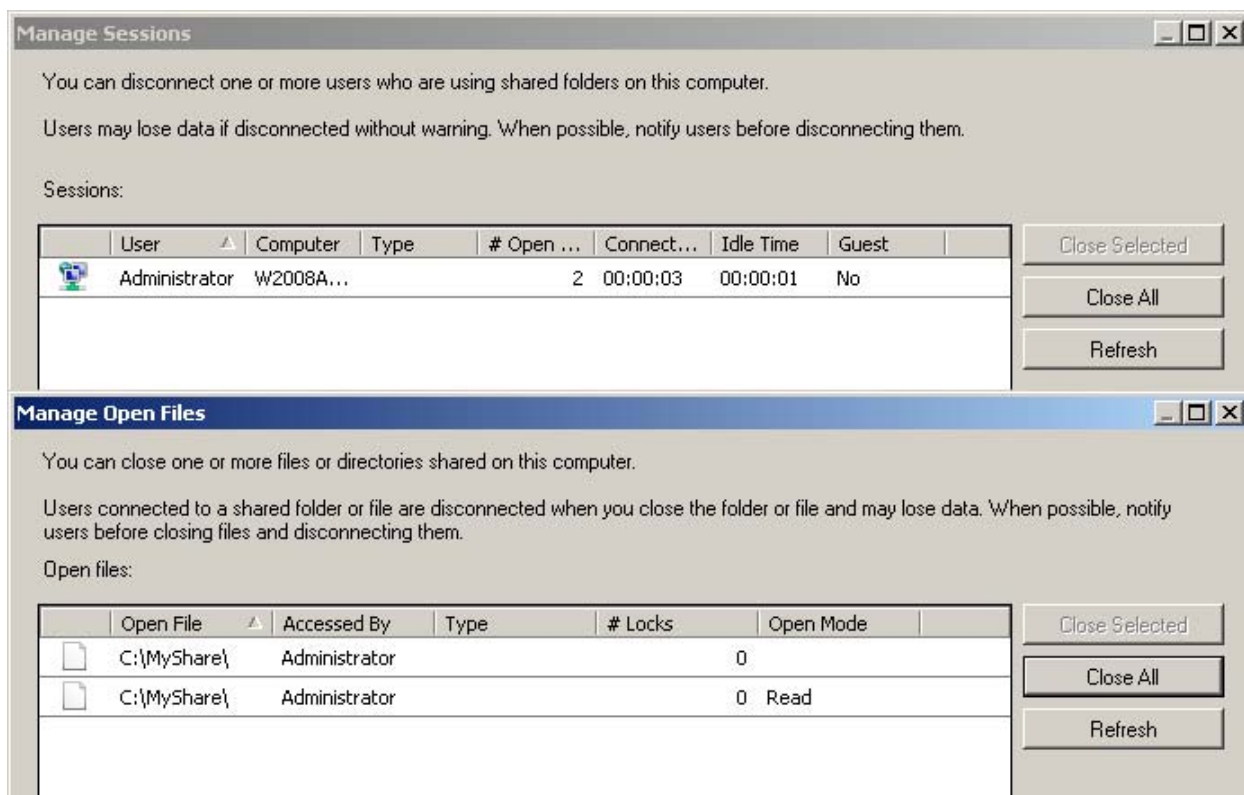 Manage Sessions
You can disconnect one or more users who are using shared folders on this computer.
Users may lose data if disconnected without warning. When possible, notify users before disconnecting them.
Sessions:
User Computer Type # Open ... Connect... Idle Time Guest
Close Selected
Administrator W2008A... 2 00:00:03 00:00:01 No
Close All
Refresh
Manage Open Files
You can close one or more files or directories shared on this computer.
Users connected to a shared folder or file are disconnected when you close the folder or file and may lose data. When possible, notify
users before closing files and disconnecting them.
Open files:
Open File Accessed By Type # Locks Open Mode
Close Selected
C:\MyShare\ Administrator 0
C:\MyShare\ Administrator 0 Read
Close All
Refresh